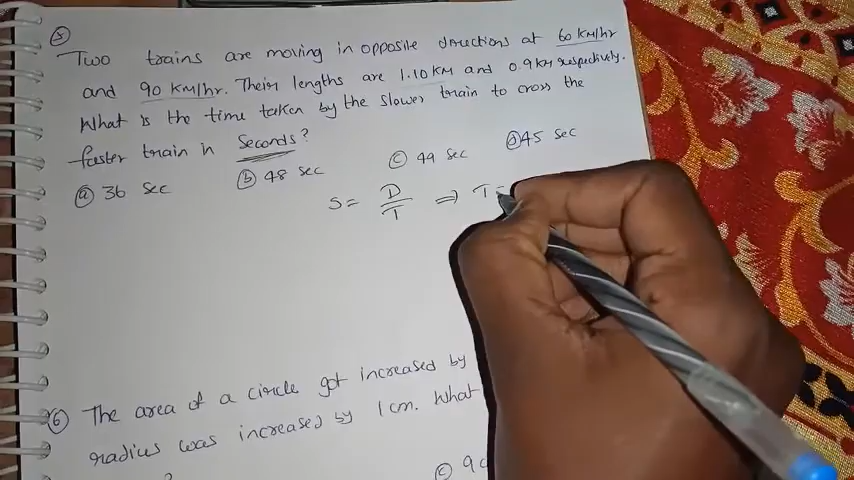 5
Two trains are moving in opposite directions at 60 KM/hr
and 90 KM/hr. Their lengths are 1.10 KM and 0.9 KM respectively.
What is the time taken by the slower train to cross the
faster train in Seconds?
(a) 36 Sec (b) 48 Sec (c) 49 Sec (d) 45 Sec
S = D/T ⇒ T=
6 The area of a circle got increased by
radius was increased by 1 cm. What
(c) 9